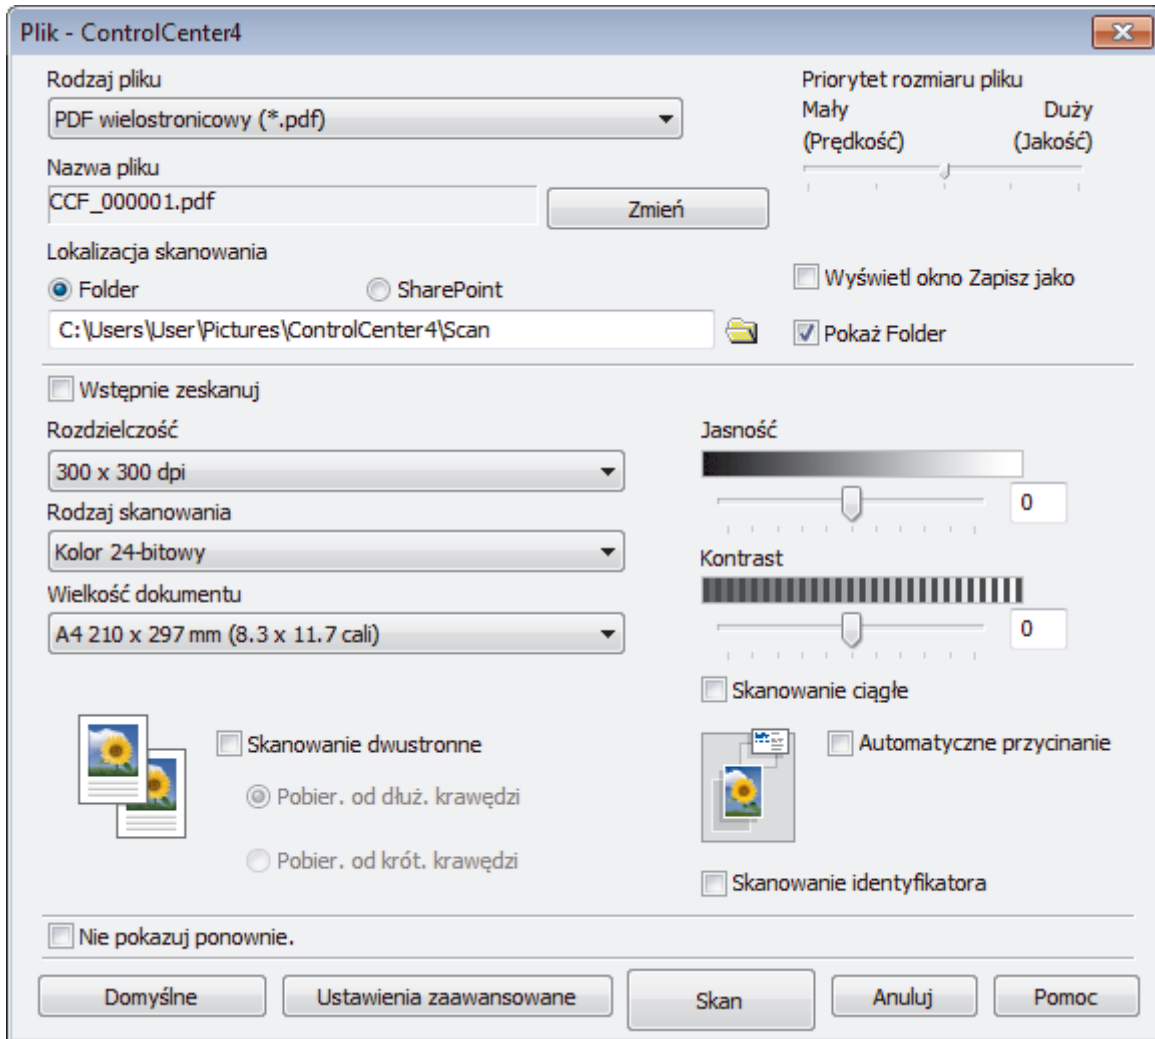 Plik - ControlCenter4
Rodzaj pliku
PDF wielostronicowy (*.pdf)
Priorytet rozmiaru pliku
Mały Duży
(Prędkość) (Jakość)
Nazwa pliku
CCF_000001.pdf
Zmień
Lokalizacja skanowania
Folder
SharePoint
Wyświetl okno Zapisz jako
C:\Users\User\Pictures\ControlCenter4\Scan
Pokaż Folder
Wstępnie zeskanuj
Rozdzielczość
300 x 300 dpi
Rodzaj skanowania
Kolor 24-bitowy
Wielkość dokumentu
A4 210 x 297 mm (8.3 x 11.7 cali)
Jasność
0
Kontrast
0
Skanowanie ciągłe
Skanowanie dwustronne
Pobier. od dłuż. krawędzi
Pobier. od krót. krawędzi
Automatyczne przycinanie
Skanowanie identyfikatora
Nie pokazuj ponownie.
Domyślne
Ustawienia zaawansowane
Skan
Anuluj
Pomoc